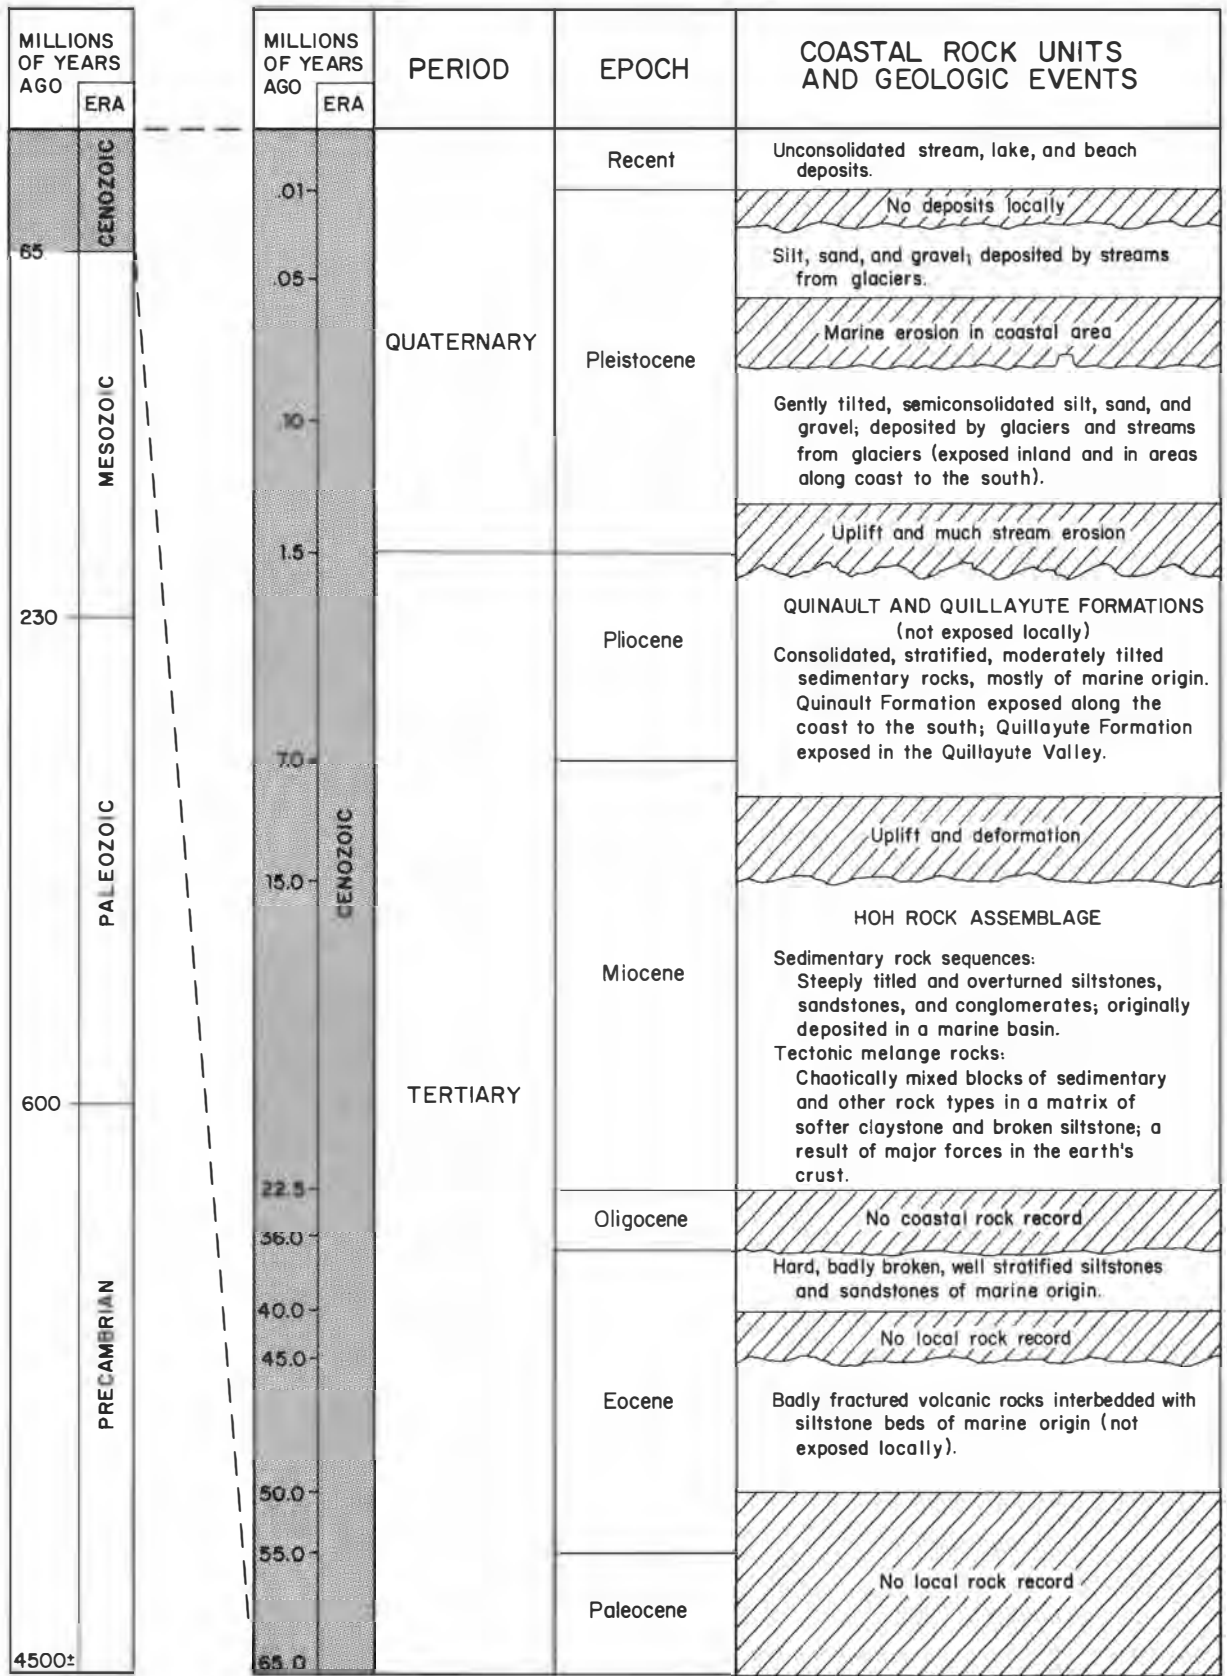 MILLIONS
OF YEARS
AGO
ERA
CENOZOIC
65
MESOZOIC
230
PALEOZOIC
600
PRECAMBRIAN
4500±
MILLIONS
OF YEARS
AGO
ERA
PERIOD
EPOCH
COASTAL ROCK UNITS
AND GEOLOGIC EVENTS
.01
.05
.10
1.5
7.0
15.0
22.5
36.0
40.0
45.0
50.0
55.0
65.0
CENOZOIC
QUATERNARY
TERTIARY
Recent
Pleistocene
Pliocene
Miocene
Oligocene
Eocene
Paleocene
Unconsolidated stream, lake, and beach
deposits.
No deposits locally
Silt, sand, and gravel; deposited by streams
from glaciers.
Marine erosion in coastal area
Gently tilted, semiconsolidated silt, sand, and
gravel; deposited by glaciers and streams
from glaciers (exposed inland and in areas
along coast to the south).
Uplift and much stream erosion
QUINAULT AND QUILLAYUTE FORMATIONS
(not exposed locally)
Consolidated, stratified, moderately tilted
sedimentary rocks, mostly of marine origin.
Quinault Formation exposed along the
coast to the south; Quillayute Formation
exposed in the Quillayute Valley.
Uplift and deformation
HOH ROCK ASSEMBLAGE
Sedimentary rock sequences:
Steeply titled and overturned siltstones,
sandstones, and conglomerates; originally
deposited in a marine basin.
Tectonic melange rocks:
Chaotically mixed blocks of sedimentary
and other rock types in a matrix of
softer claystone and broken siltstone; a
result of major forces in the earth's
crust.
No coastal rock record
Hard, badly broken, well stratified siltstones
and sandstones of marine origin.
No local rock record
Badly fractured volcanic rocks interbedded with
siltstone beds of marine origin (not
exposed locally).
No local rock record